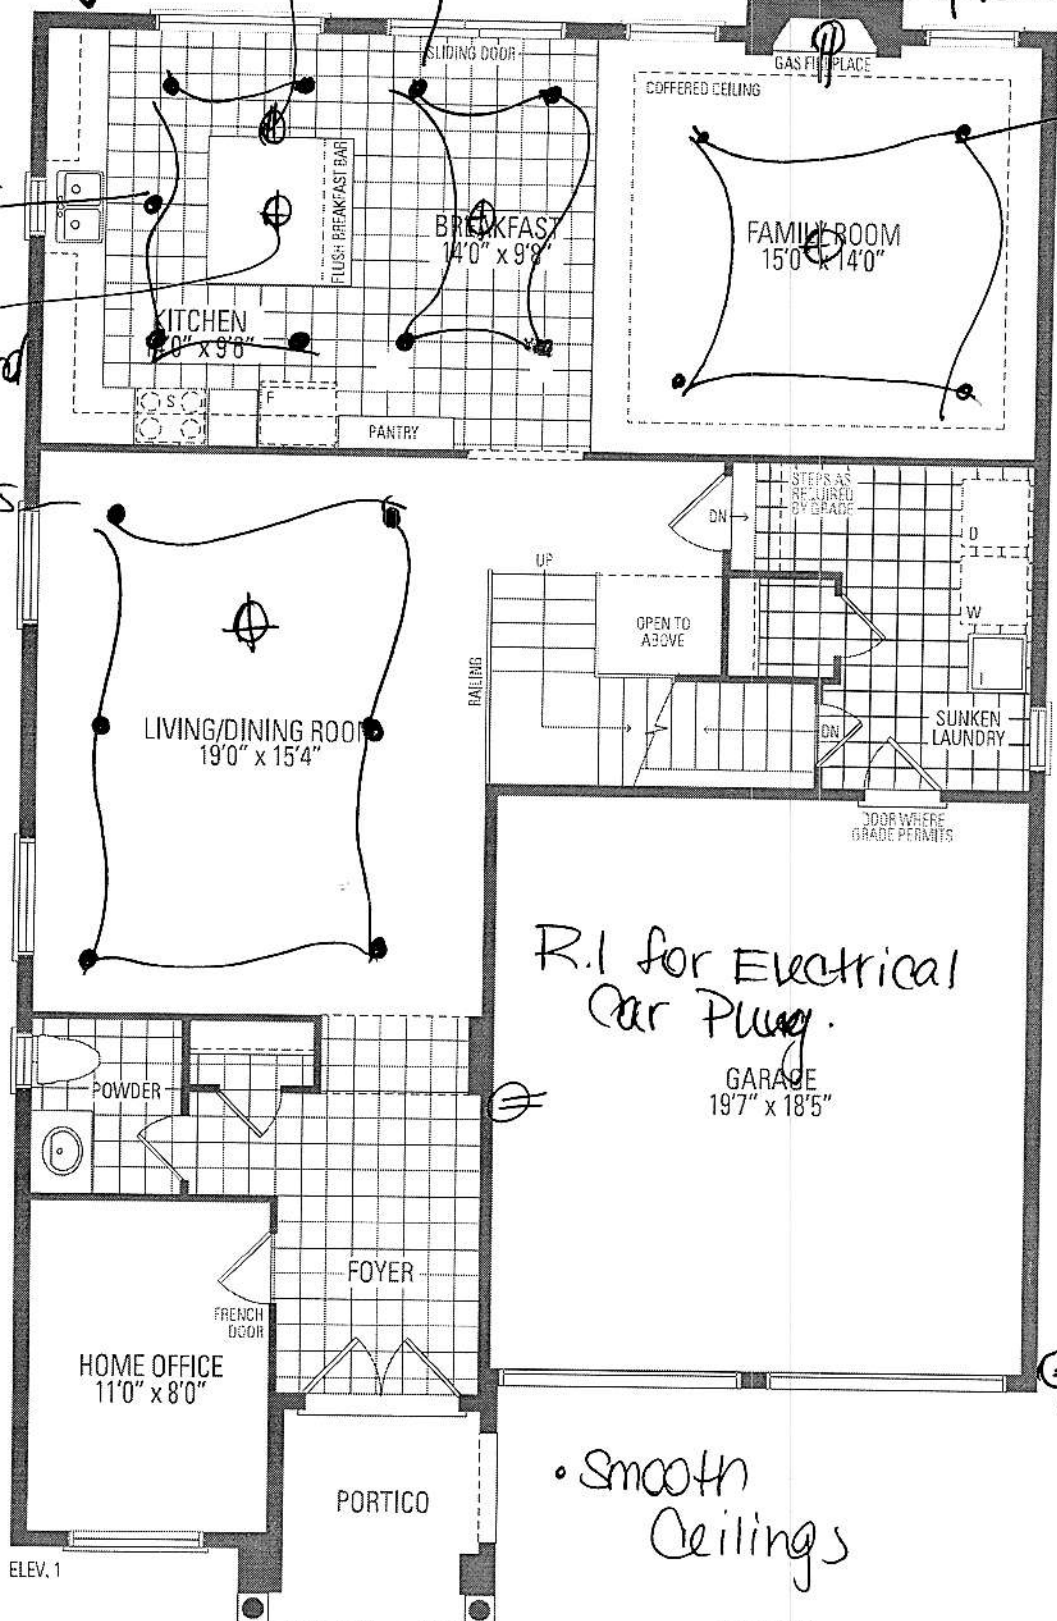 SLIDING DOOR
GAS FIREPLACE
COFFERED CEILING
FLUSH BREAKFAST BAR
BREAKFAST
14'0" x 9'8"
FAMILY ROOM
15'0" x 14'0"
KITCHEN
x 9'8"
S
F
PANTRY
STEPS AS
REQUIRED
BY GRADE
DN
D
UP
W
OPEN TO
ABOVE
RAILING
LIVING/DINING ROOM
19'0" x 15'4"
DN
SUNKEN
LAUNDRY
DOOR WHERE
GRADE PERMITS
R.I for Electrical
Car Plug.
GARAGE
19'7" x 18'5"
POWDER
FOYER
FRENCH
DOOR
HOME OFFICE
11'0" x 8'0"
• Smooth
Ceilings
PORTICO
ELEV. 1